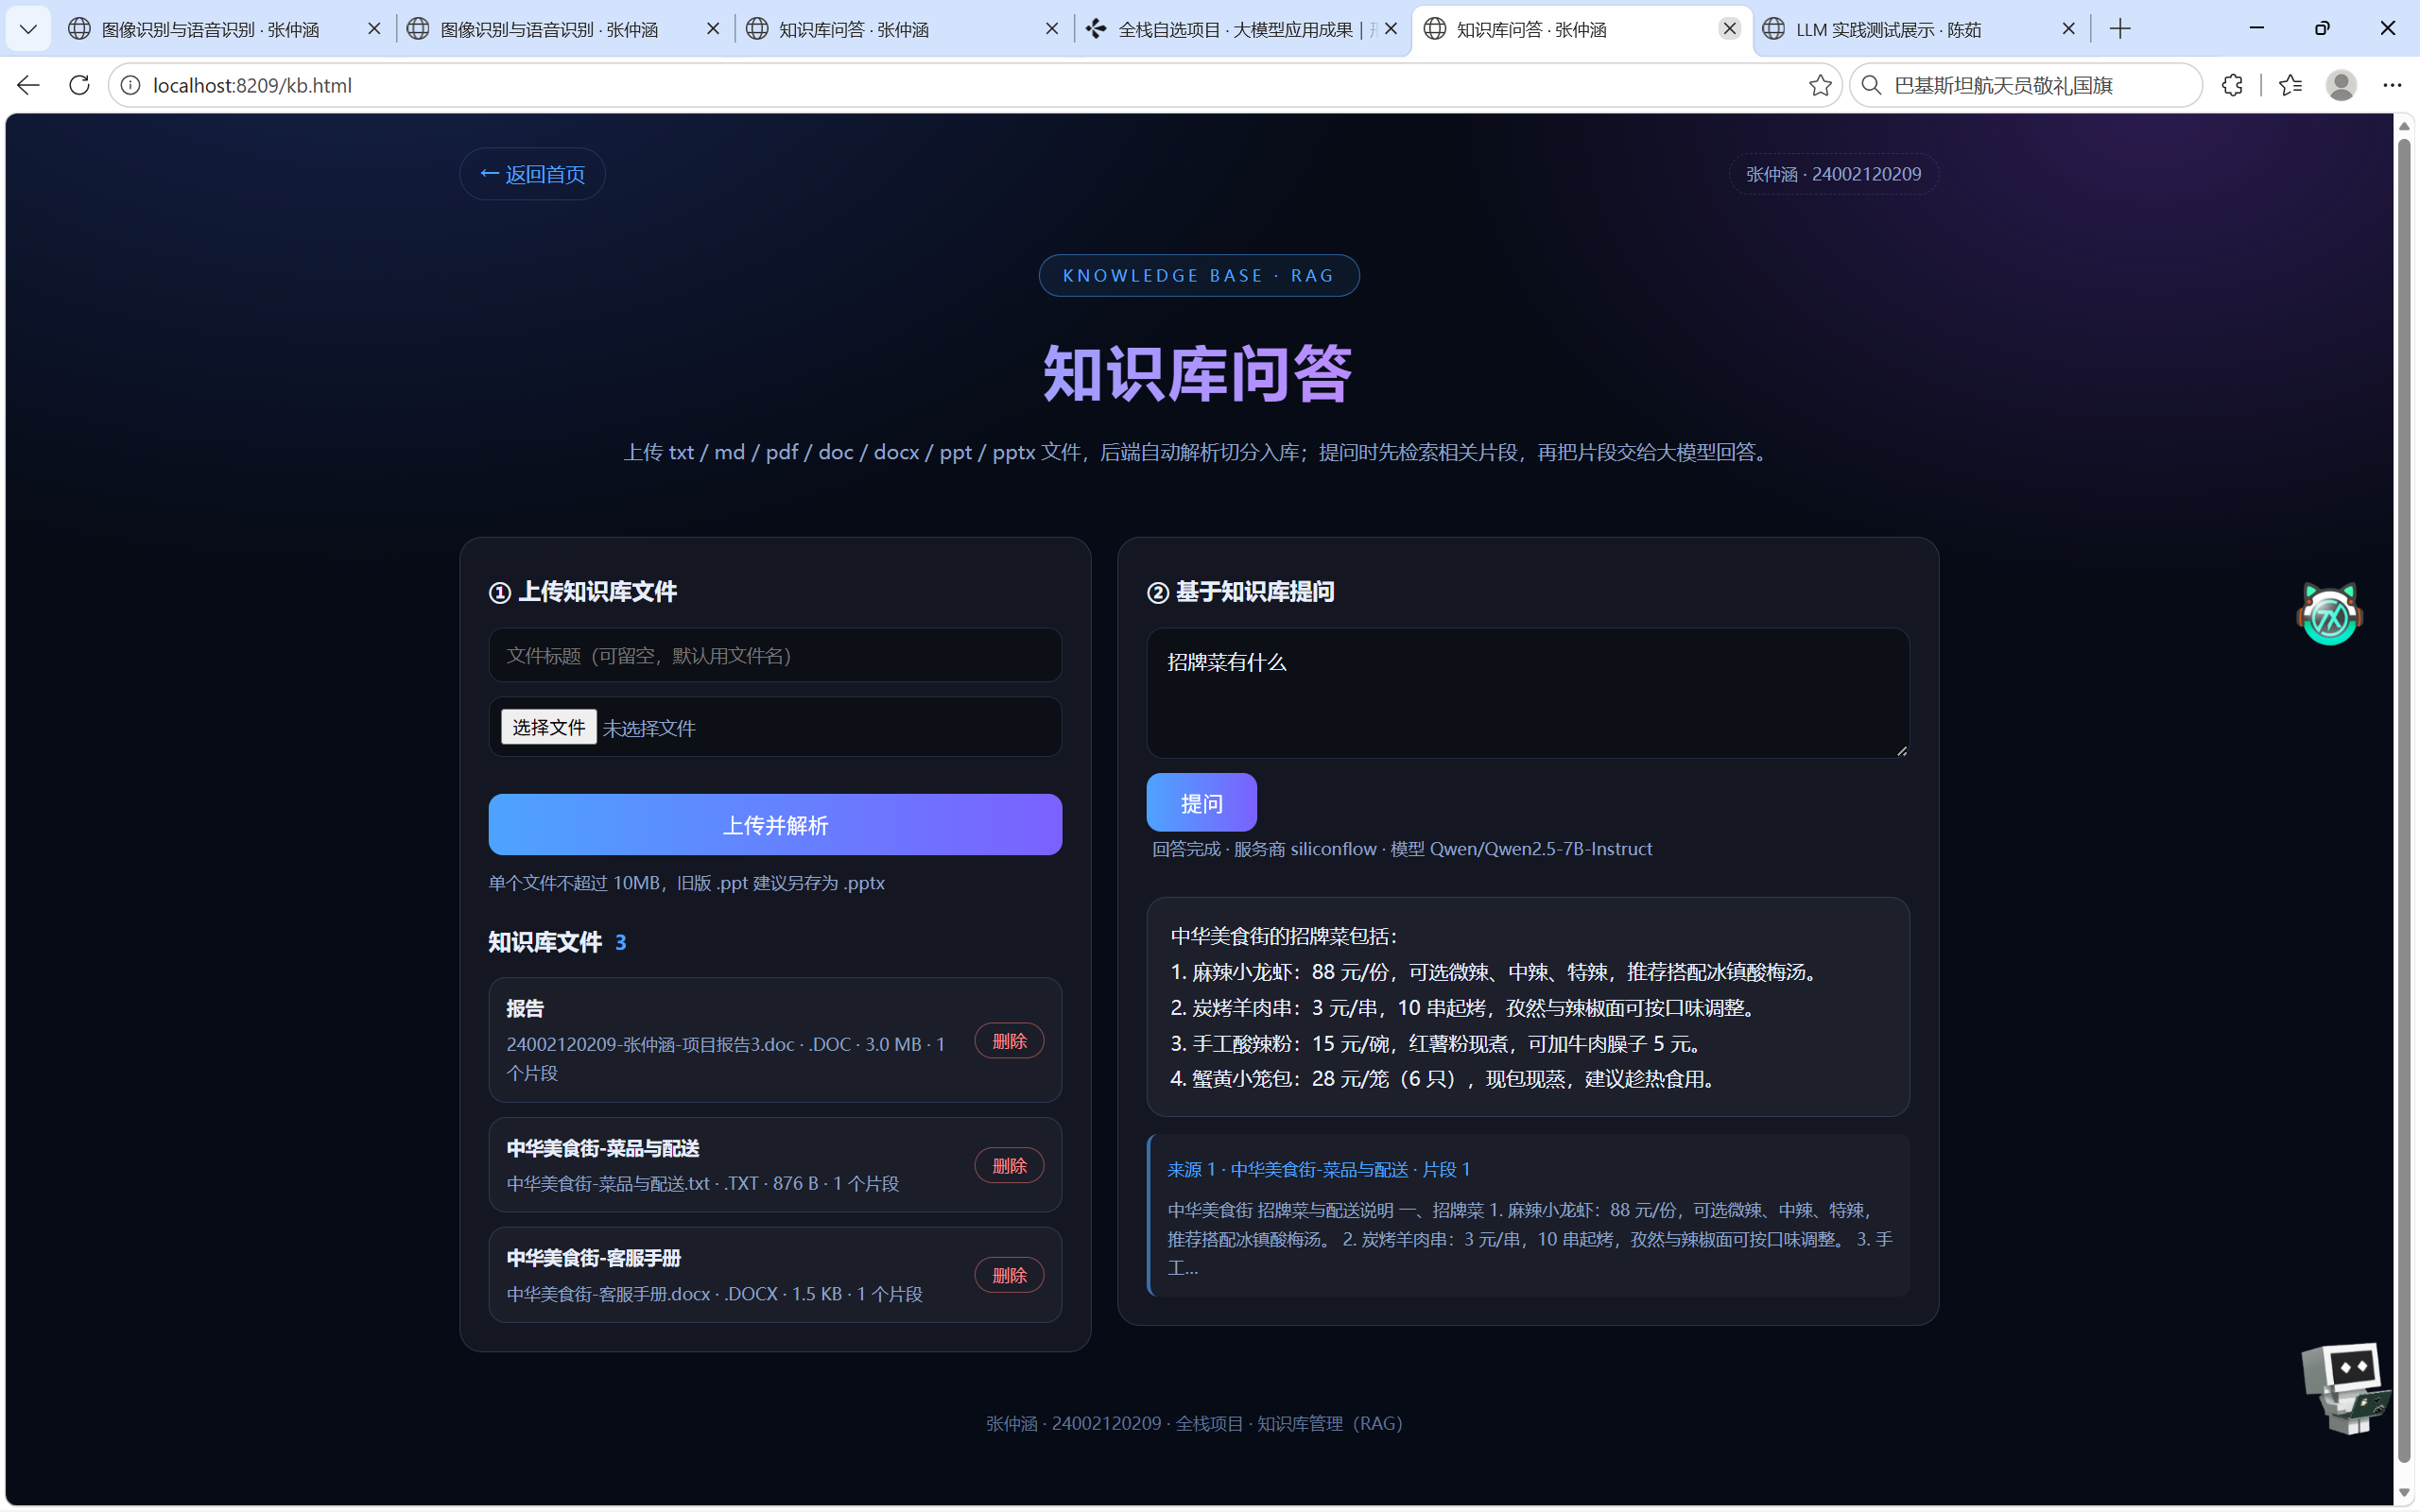 图像识别与语音识别 · 张仲涵
图像识别与语音识别 · 张仲涵
知识库问答 · 张仲涵
全栈自选项目 · 大模型应用成果 |
知识库问答 · 张仲涵
LLM 实践测试展示 · 陈茹
localhost:8209/kb.html
巴基斯坦航天员敬礼国旗
← 返回首页
张仲涵 · 24002120209
KNOWLEDGE BASE · RAG
知识库问答
上传 txt / md / pdf / doc / docx / ppt / pptx 文件，后端自动解析切分入库；提问时先检索相关片段，再把片段交给大模型回答。
① 上传知识库文件
文件标题（可留空，默认用文件名）
选择文件 未选择文件
上传并解析
单个文件不超过 10MB，旧版 .ppt 建议另存为 .pptx
知识库文件 3
报告
24002120209-张仲涵-项目报告3.doc · .DOC · 3.0 MB · 1
个片段
删除
中华美食街-菜品与配送
中华美食街-菜品与配送.txt · .TXT · 876 B · 1 个片段
删除
中华美食街-客服手册
中华美食街-客服手册.docx · .DOCX · 1.5 KB · 1 个片段
删除
② 基于知识库提问
招牌菜有什么
提问
回答完成 · 服务商 siliconflow · 模型 Qwen/Qwen2.5-7B-Instruct
中华美食街的招牌菜包括：
1. 麻辣小龙虾：88 元/份，可选微辣、中辣、特辣，推荐搭配冰镇酸梅汤。
2. 炭烤羊肉串：3 元/串，10 串起烤，孜然与辣椒面可按口味调整。
3. 手工酸辣粉：15 元/碗，红薯粉现煮，可加牛肉臊子 5 元。
4. 蟹黄小笼包：28 元/笼（6 只），现包现蒸，建议趁热食用。
来源 1 · 中华美食街-菜品与配送 · 片段 1
中华美食街 招牌菜与配送说明 一、招牌菜 1. 麻辣小龙虾：88 元/份，可选微辣、中辣、特辣，
推荐搭配冰镇酸梅汤。 2. 炭烤羊肉串：3 元/串，10 串起烤，孜然与辣椒面可按口味调整。 3. 手
工...
张仲涵 · 24002120209 · 全栈项目 · 知识库管理（RAG）